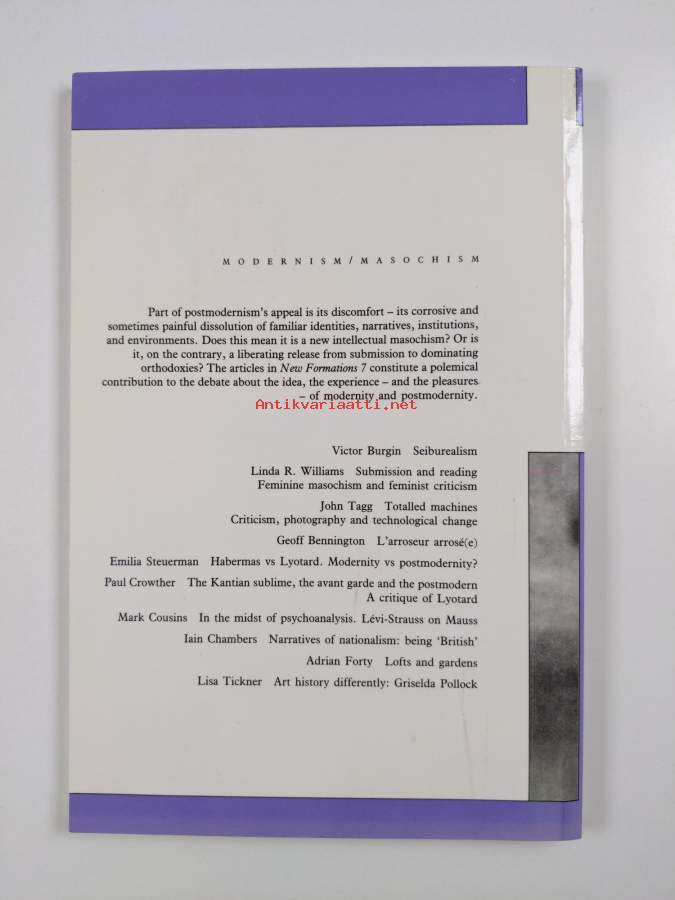 MODERNISM/MASOCHISM
Part of postmodernism's appeal is its discomfort – its corrosive and
sometimes painful dissolution of familiar identities, narratives, institutions,
and environments. Does this mean it is a new intellectual masochism? Or is
it, on the contrary, a liberating release from submission to dominating
orthodoxies? The articles in New Formations 7 constitute a polemical
contribution to the debate about the idea, the experience – and the pleasures
– of modernity and postmodernity.
Antikvariaatti.net
Victor Burgin Seiburealism
Linda R. Williams Submission and reading
Feminine masochism and feminist criticism
John Tagg Totalled machines
Criticism, photography and technological change
Geoff Bennington L'arroseur arrosé(e)
Emilia Steuerman Habermas vs Lyotard. Modernity vs postmodernity?
Paul Crowther The Kantian sublime, the avant garde and the postmodern
A critique of Lyotard
Mark Cousins In the midst of psychoanalysis. Lévi-Strauss on Mauss
Iain Chambers Narratives of nationalism: being 'British'
Adrian Forty Lofts and gardens
Lisa Tickner Art history differently: Griselda Pollock